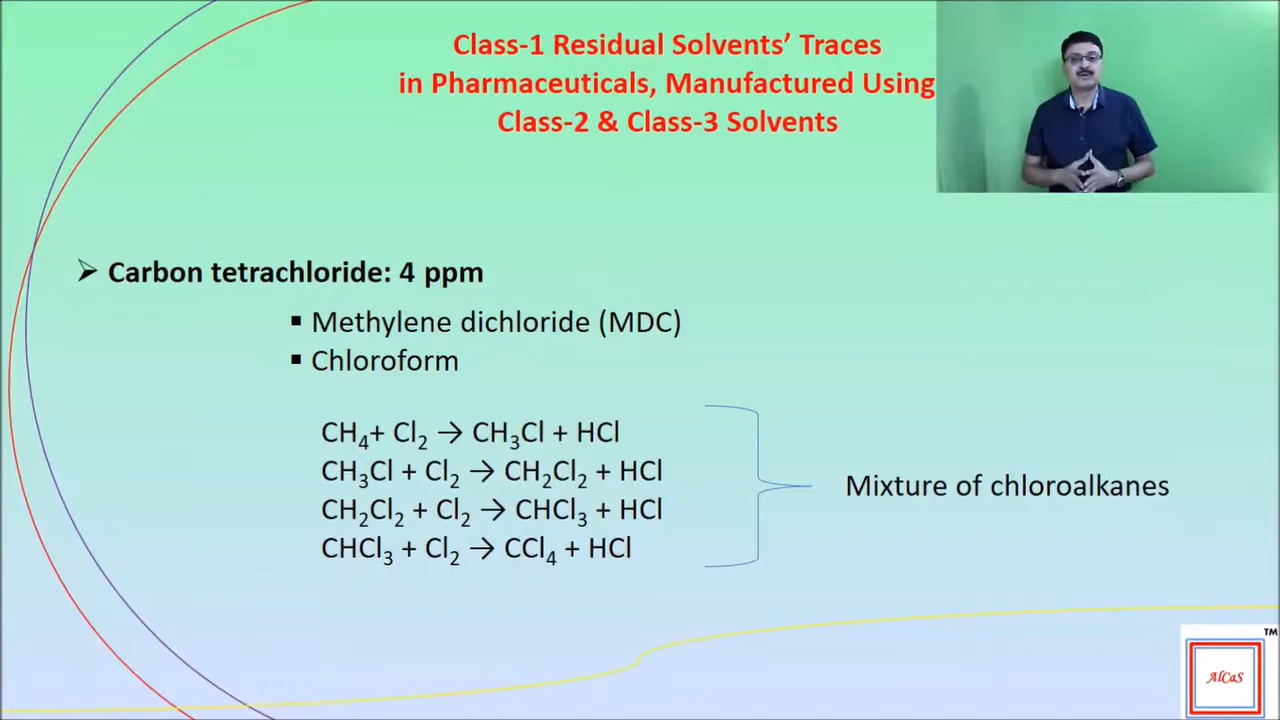 Class-1 Residual Solvents’ Traces
in Pharmaceuticals, Manufactured Using
Class-2 & Class-3 Solvents
➢ Carbon tetrachloride: 4 ppm
▪ Methylene dichloride (MDC)
▪ Chloroform
CH₄+ Cl₂ → CH₃Cl + HCl
CH₃Cl + Cl₂ → CH₂Cl₂ + HCl
CH₂Cl₂ + Cl₂ → CHCl₃ + HCl
CHCl₃ + Cl₂ → CCl₄ + HCl
Mixture of chloroalkanes
TM
AlCaS